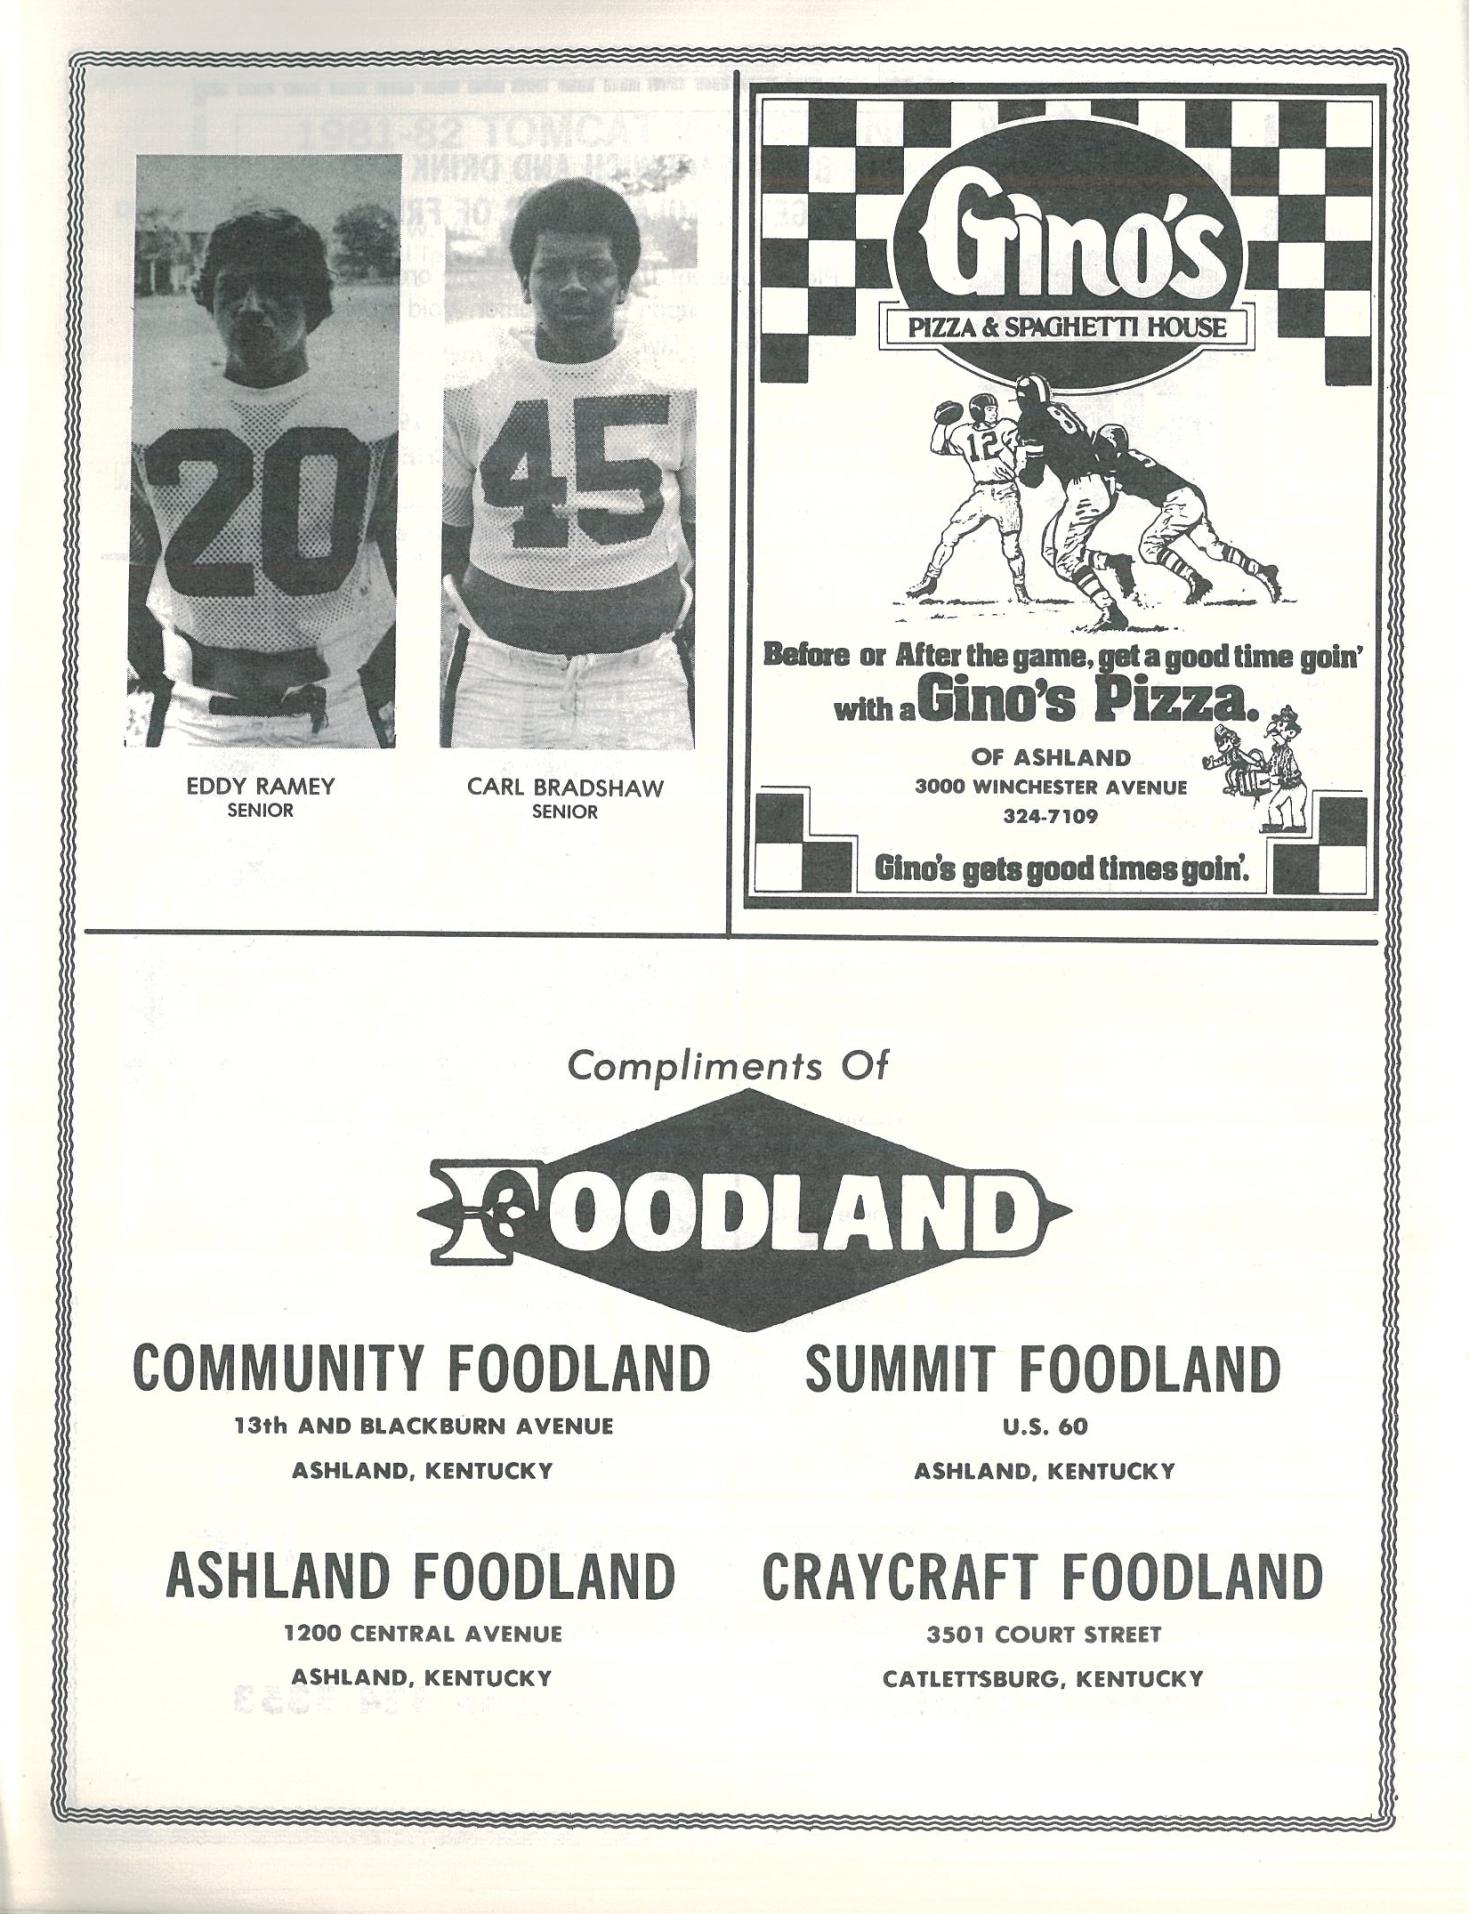 20
45
EDDY RAMEY
SENIOR
CARL BRADSHAW
SENIOR
Gino's
PIZZA & SPAGHETTI HOUSE
12
Before or After the game, get a good time goin'
with a Gino's Pizza.
OF ASHLAND
3000 WINCHESTER AVENUE
324-7109
Gino's gets good times goin'.
Compliments Of
FOODLAND
COMMUNITY FOODLAND
13th AND BLACKBURN AVENUE
ASHLAND, KENTUCKY
SUMMIT FOODLAND
U.S. 60
ASHLAND, KENTUCKY
ASHLAND FOODLAND
1200 CENTRAL AVENUE
ASHLAND, KENTUCKY
CRAYCRAFT FOODLAND
3501 COURT STREET
CATLETTSBURG, KENTUCKY